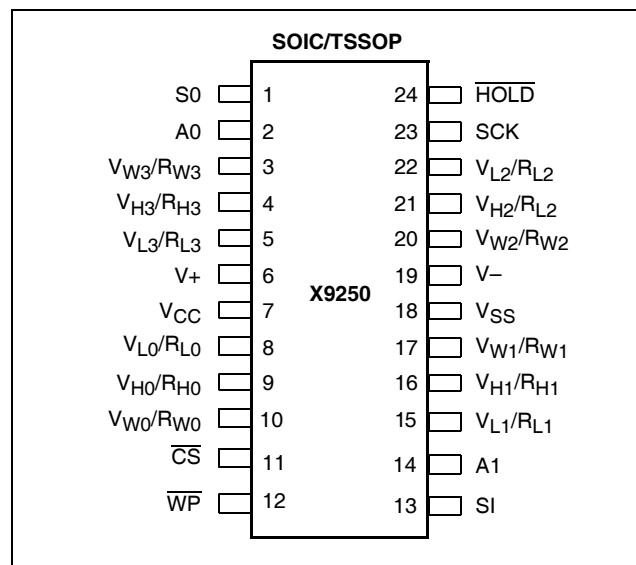 SOIC/TSSOP
S0 1 24 HOLD
A0 2 23 SCK
VW3/RW3 3 22 VL2/RL2
VH3/RH3 4 21 VH2/RL2
VL3/RL3 5 20 VW2/RW2
V+ 6 19 V–
X9250
VCC 7 18 VSS
VL0/RL0 8 17 VW1/RW1
VH0/RH0 9 16 VH1/RH1
VW0/RW0 10 15 VL1/RL1
CS 11 14 A1
WP 12 13 SI